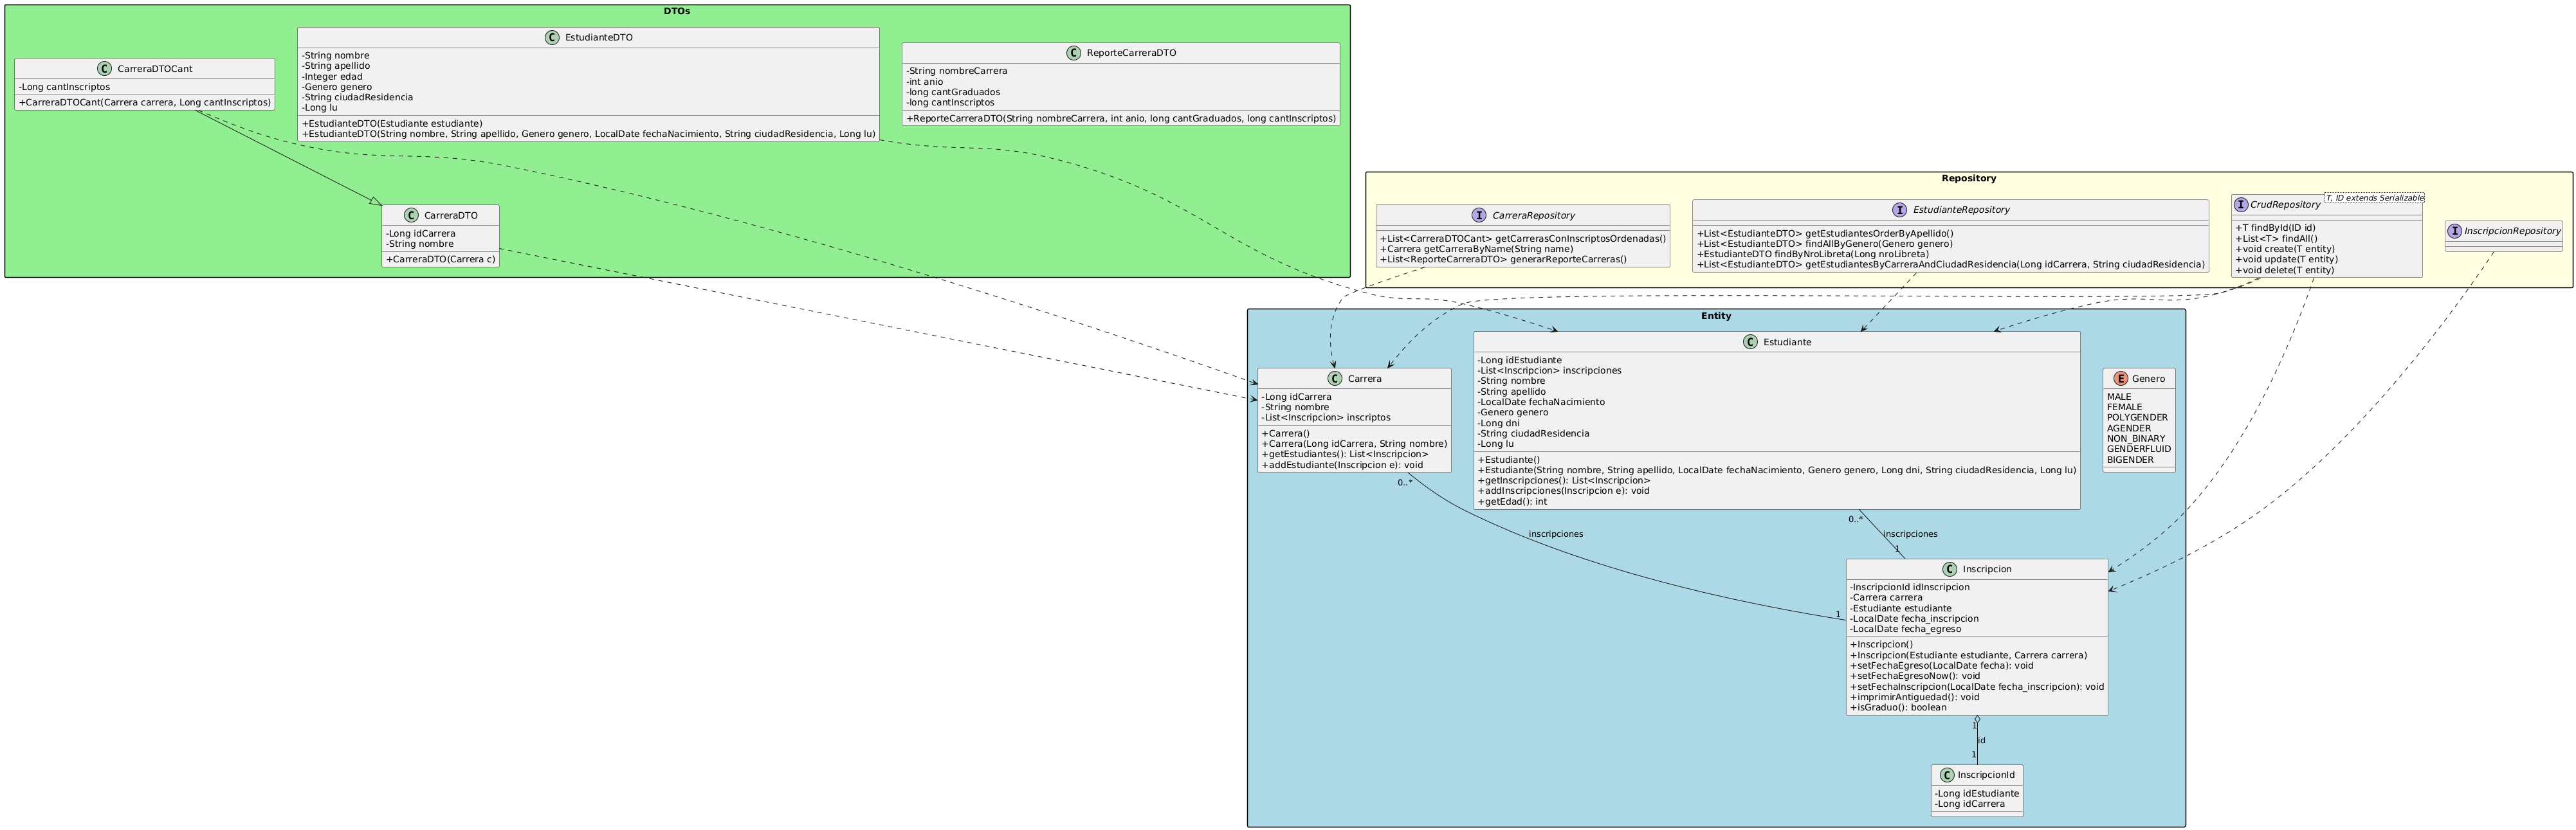 DTOs
C CarreraDTOCant
-Long cantInscriptos
+CarreraDTOCant(Carrera carrera, Long cantInscriptos)
C EstudianteDTO
-String nombre
-String apellido
-Integer edad
-Genero genero
-String ciudadResidencia
-Long lu
+EstudianteDTO(Estudiante estudiante)
+EstudianteDTO(String nombre, String apellido, Genero genero, LocalDate fechaNacimiento, String ciudadResidencia, Long lu)
C ReporteCarreraDTO
-String nombreCarrera
-int anio
-long cantGraduados
-long cantInscriptos
+ReporteCarreraDTO(String nombreCarrera, int anio, long cantGraduados, long cantInscriptos)
C CarreraDTO
-Long idCarrera
-String nombre
+CarreraDTO(Carrera c)
Repository
I CarreraRepository
+List<CarreraDTOCant> getCarrerasConInscriptosOrdenadas()
+Carrera getCarreraByName(String name)
+List<ReporteCarreraDTO> generarReporteCarreras()
I EstudianteRepository
+List<EstudianteDTO> getEstudiantesOrderByApellido()
+List<EstudianteDTO> findAllByGenero(Genero genero)
+EstudianteDTO findByNroLibreta(Long nroLibreta)
+List<EstudianteDTO> getEstudiantesByCarreraAndCiudadResidencia(Long idCarrera, String ciudadResidencia)
I CrudRepository
T, ID extends Serializable
+T findById(ID id)
+List<T> findAll()
+void create(T entity)
+void update(T entity)
+void delete(T entity)
I InscripcionRepository
Entity
C Carrera
-Long idCarrera
-String nombre
-List<Inscripcion> inscriptos
+Carrera()
+Carrera(Long idCarrera, String nombre)
+getEstudiantes(): List<Inscripcion>
+addEstudiante(Inscripcion e): void
C Estudiante
-Long idEstudiante
-List<Inscripcion> inscripciones
-String nombre
-String apellido
-LocalDate fechaNacimiento
-Genero genero
-Long dni
-String ciudadResidencia
-Long lu
+Estudiante()
+Estudiante(String nombre, String apellido, LocalDate fechaNacimiento, Genero genero, Long dni, String ciudadResidencia, Long lu)
+getInscripciones(): List<Inscripcion>
+addInscripciones(Inscripcion e): void
+getEdad(): int
E Genero
MALE
FEMALE
POLYGENDER
AGENDER
NON_BINARY
GENDERFLUID
BIGENDER
0..*
inscripciones
1
0..*
inscripciones
1
C Inscripcion
-InscripcionId idInscripcion
-Carrera carrera
-Estudiante estudiante
-LocalDate fecha_inscripcion
-LocalDate fecha_egreso
+Inscripcion()
+Inscripcion(Estudiante estudiante, Carrera carrera)
+setFechaEgreso(LocalDate fecha): void
+setFechaEgresoNow(): void
+setFechaInscripcion(LocalDate fecha_inscripcion): void
+imprimirAntiguedad(): void
+isGraduo(): boolean
1
id
1
C InscripcionId
-Long idEstudiante
-Long idCarrera